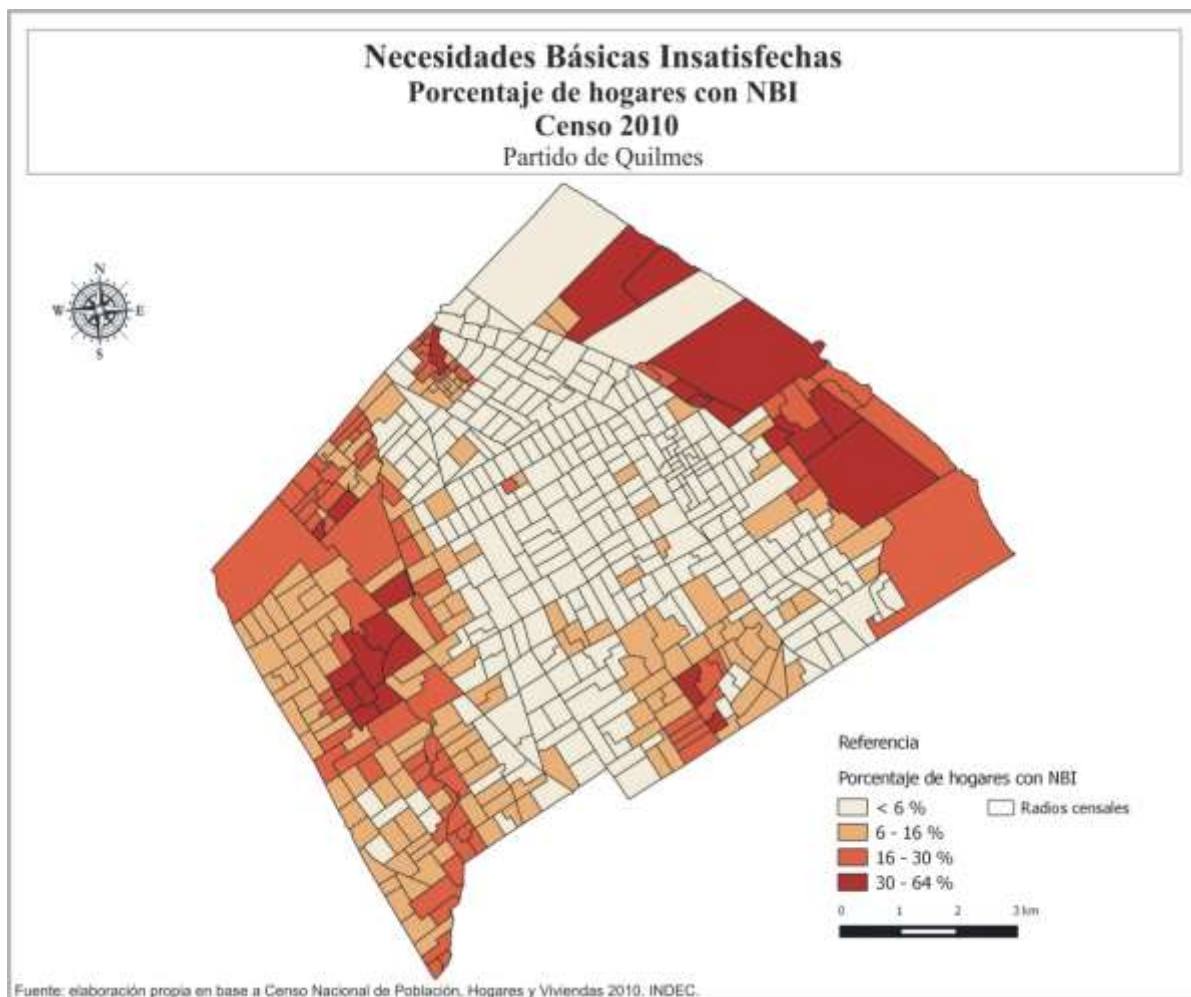 Necesidades Básicas Insatisfechas
Porcentaje de hogares con NBI
Censo 2010
Partido de Quilmes
N
W E
S
Referencia
Porcentaje de hogares con NBI
< 6 % Radios censales
6 - 16 %
16 - 30 %
30 - 64 %
0 1 2 3 km
Fuente: elaboración propia en base a Censo Nacional de Población, Hogares y Viviendas 2010. INDEC.